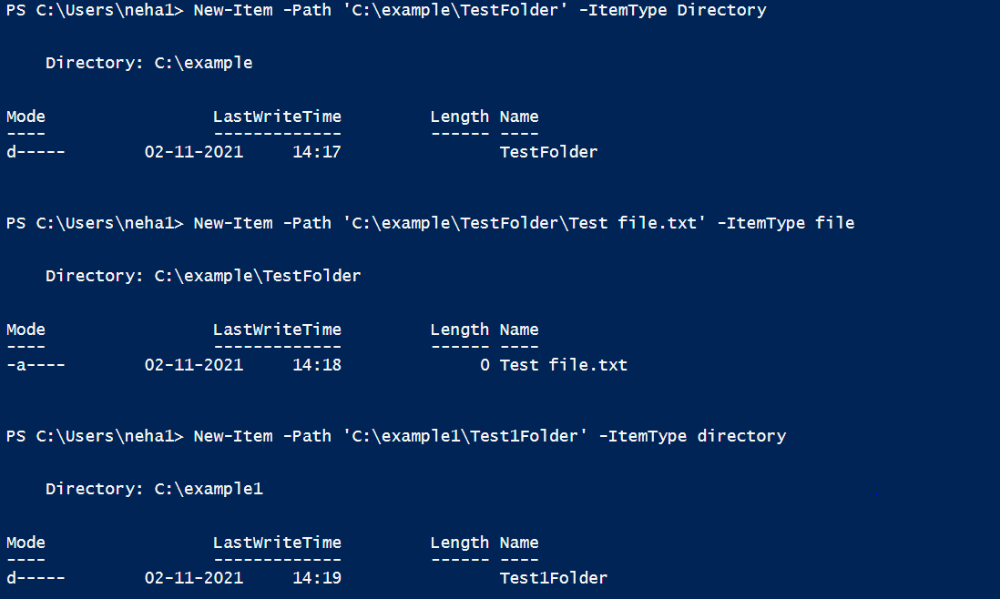 PS C:\Users\neha1> New-Item -Path 'C:\example\TestFolder' -ItemType Directory
Directory: C:\example
Mode                 LastWriteTime         Length Name
----                 -------------         ------ ----
d-----        02-11-2021     14:17                TestFolder
PS C:\Users\neha1> New-Item -Path 'C:\example\TestFolder\Test file.txt' -ItemType file
Directory: C:\example\TestFolder
Mode                 LastWriteTime         Length Name
----                 -------------         ------ ----
-a----        02-11-2021     14:18              0 Test file.txt
PS C:\Users\neha1> New-Item -Path 'C:\example1\Test1Folder' -ItemType directory
Directory: C:\example1
Mode                 LastWriteTime         Length Name
----                 -------------         ------ ----
d-----        02-11-2021     14:19                Test1Folder